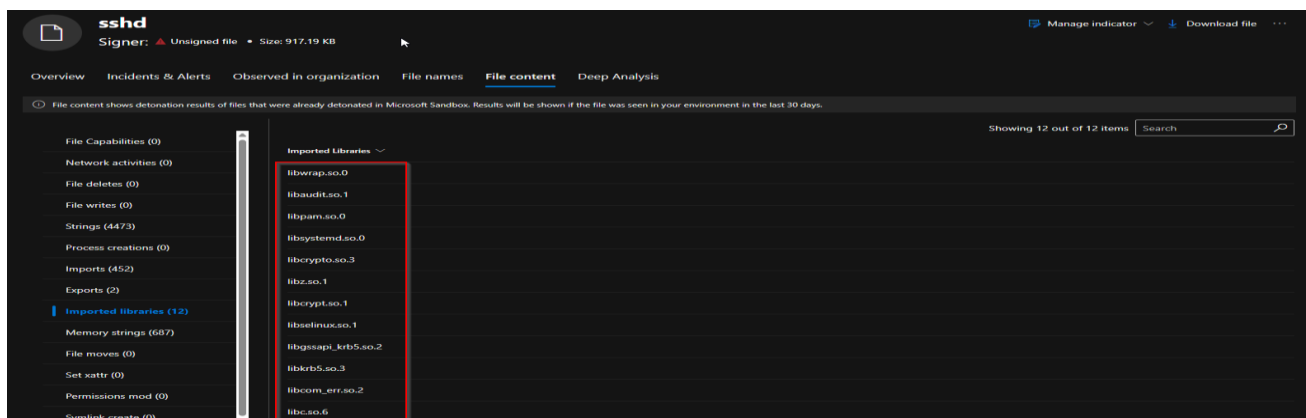 sshd
Manage indicator Download file ...
Signer: Unsigned file • Size: 917.19 KB
Overview Incidents & Alerts Observed in organization File names File content Deep Analysis
File content shows detonation results of files that were already detonated in Microsoft Sandbox. Results will be shown if the file was seen in your environment in the last 30 days.
Showing 12 out of 12 items Search
File Capabilities (0)
Network activities (0)
File deletes (0)
File writes (0)
Strings (4473)
Process creations (0)
Imports (452)
Exports (2)
Imported libraries (12)
Memory strings (687)
File moves (0)
Set xattr (0)
Permissions mod (0)
Symlink create (0)
Imported Libraries
libwrap.so.0
libaudit.so.1
libpam.so.0
libsystemd.so.0
libcrypto.so.3
libz.so.1
libcrypt.so.1
libselinux.so.1
libgssapi_krb5.so.2
libkrb5.so.3
libcom_err.so.2
libc.so.6